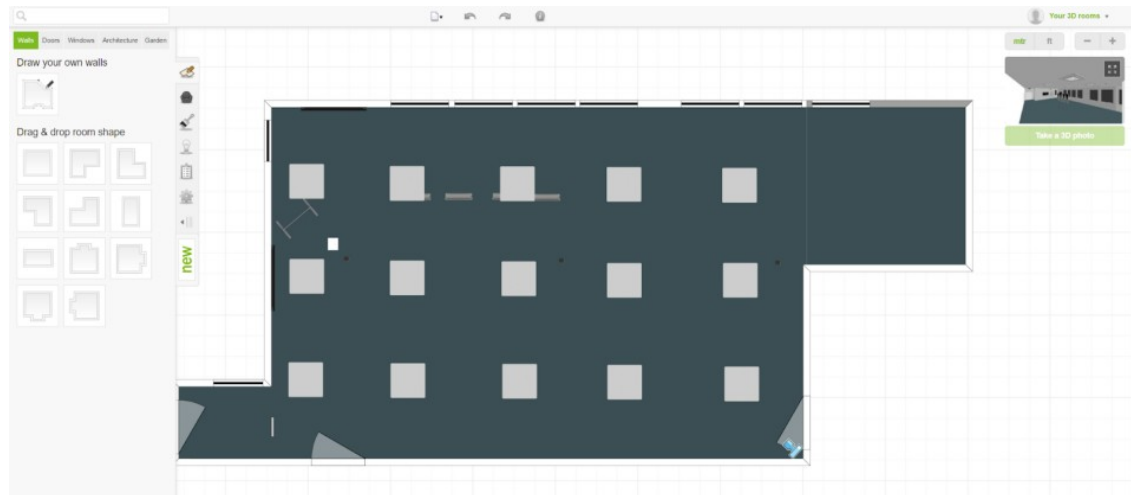 Your 3D rooms
Walls Doors Windows Architecture Garden
mtr ft
Draw your own walls
Drag & drop room shape
Take a 3D photo
new